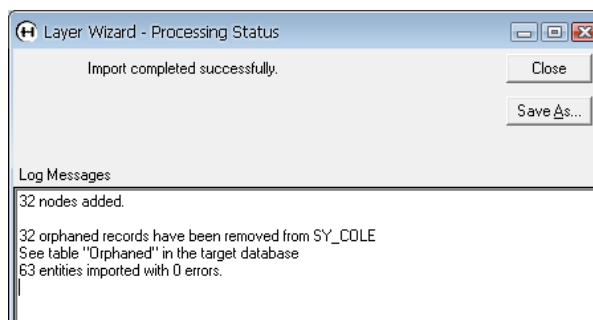 Layer Wizard - Processing Status
Import completed successfully.
Close
Save As...
Log Messages
32 nodes added.
32 orphaned records have been removed from SY_COLE
See table "Orphaned" in the target database
63 entities imported with 0 errors.